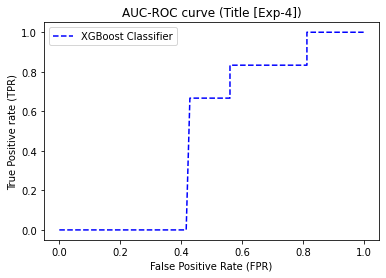 AUC-ROC curve (Title [Exp-4])
XGBoost Classifier
True Positive rate (TPR)
1.0
0.8
0.6
0.4
0.2
0.0
0.0 0.2 0.4 0.6 0.8 1.0
False Positive Rate (FPR)